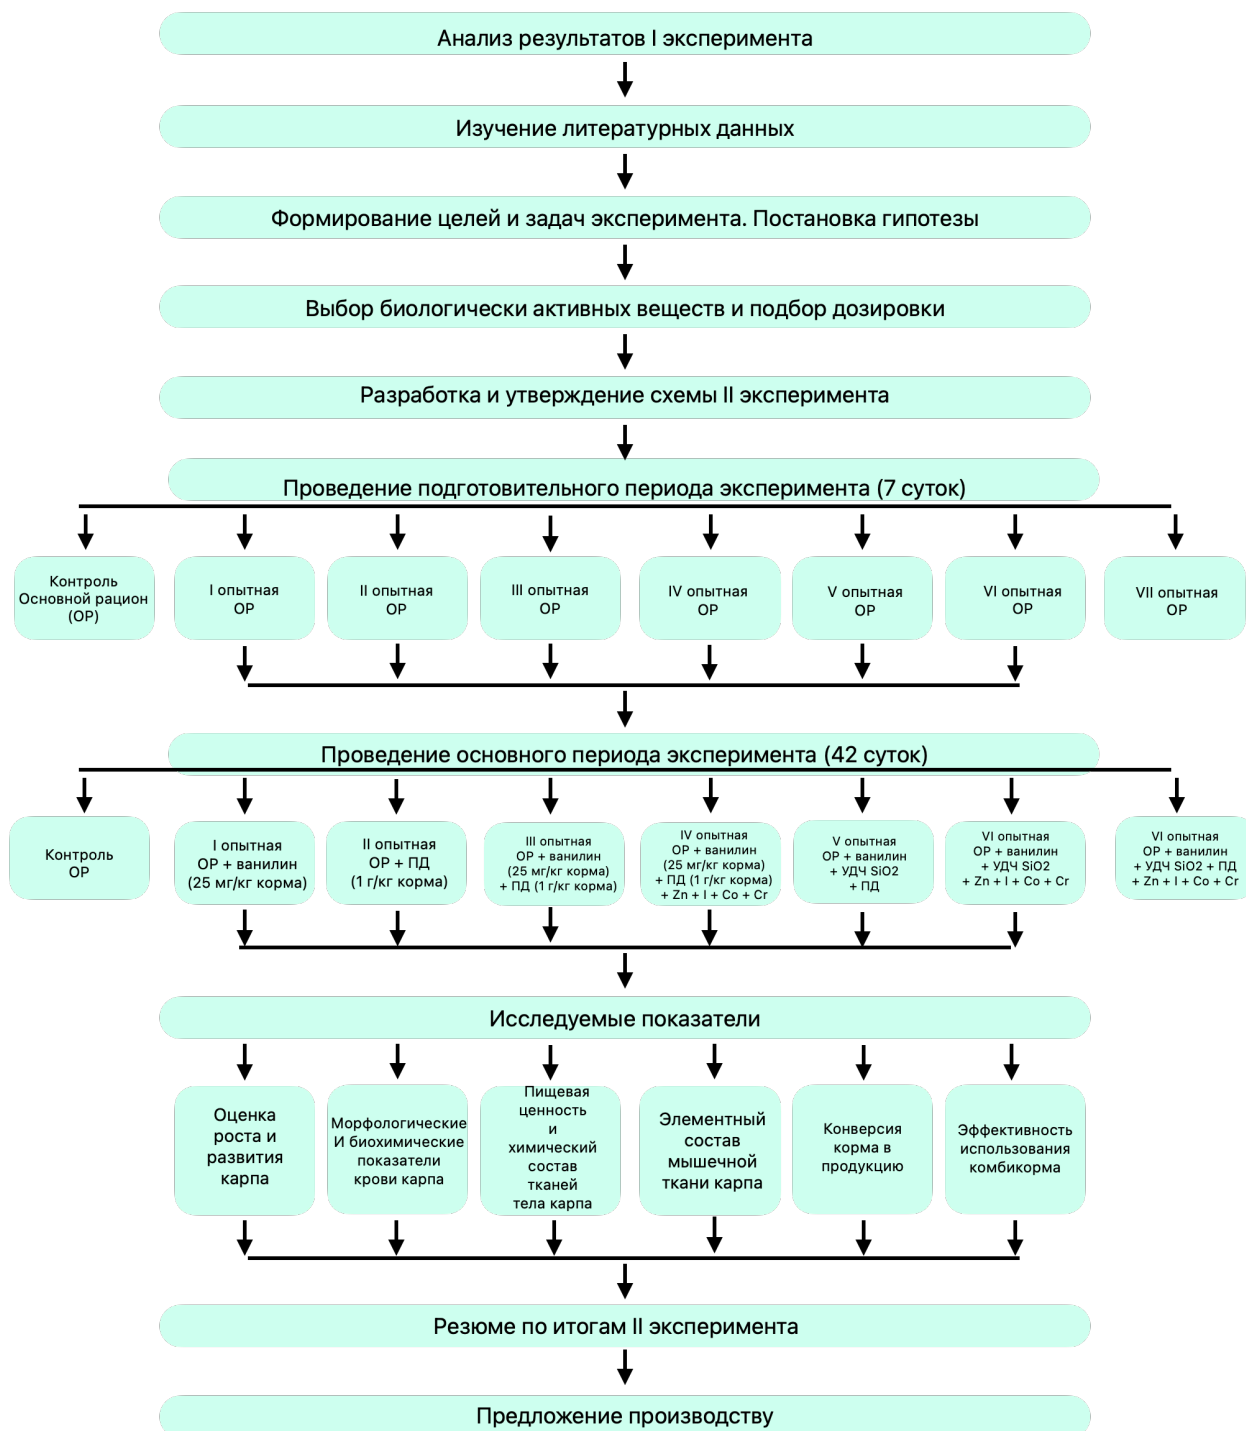 Анализ результатов I эксперимента
Изучение литературных данных
Формирование целей и задач эксперимента. Постановка гипотезы
Выбор биологически активных веществ и подбор дозировки
Разработка и утверждение схемы II эксперимента
Проведение подготовительного периода эксперимента (7 суток)
Контроль
Основной рацион
(ОР)
I опытная
ОР
II опытная
ОР
III опытная
ОР
IV опытная
ОР
V опытная
ОР
VI опытная
ОР
VII опытная
ОР
Проведение основного периода эксперимента (42 суток)
Контроль
ОР
I опытная
ОР + ванилин
(25 мг/кг корма)
II опытная
ОР + ПД
(1 г/кг корма)
III опытная
ОР + ванилин
(25 мг/кг корма)
+ ПД (1 г/кг корма)
IV опытная
ОР + ванилин
(25 мг/кг корма)
+ ПД (1 г/кг корма)
+ Zn + I + Co + Cr
V опытная
ОР + ванилин
+ УДЧ SiO2
+ ПД
VI опытная
ОР + ванилин
+ УДЧ SiO2
+ Zn + I + Co + Cr
VI опытная
ОР + ванилин
+ УДЧ SiO2 + ПД
+ Zn + I + Co + Cr
Исследуемые показатели
Оценка
роста и
развития
карпа
Морфологические
И биохимические
показатели
крови карпа
Пищевая
ценность
и
химический
состав
тканей
тела карпа
Элементный
состав
мышечной
ткани карпа
Конверсия
корма в
продукцию
Эффективность
использования
комбикорма
Резюме по итогам II эксперимента
Предложение производству